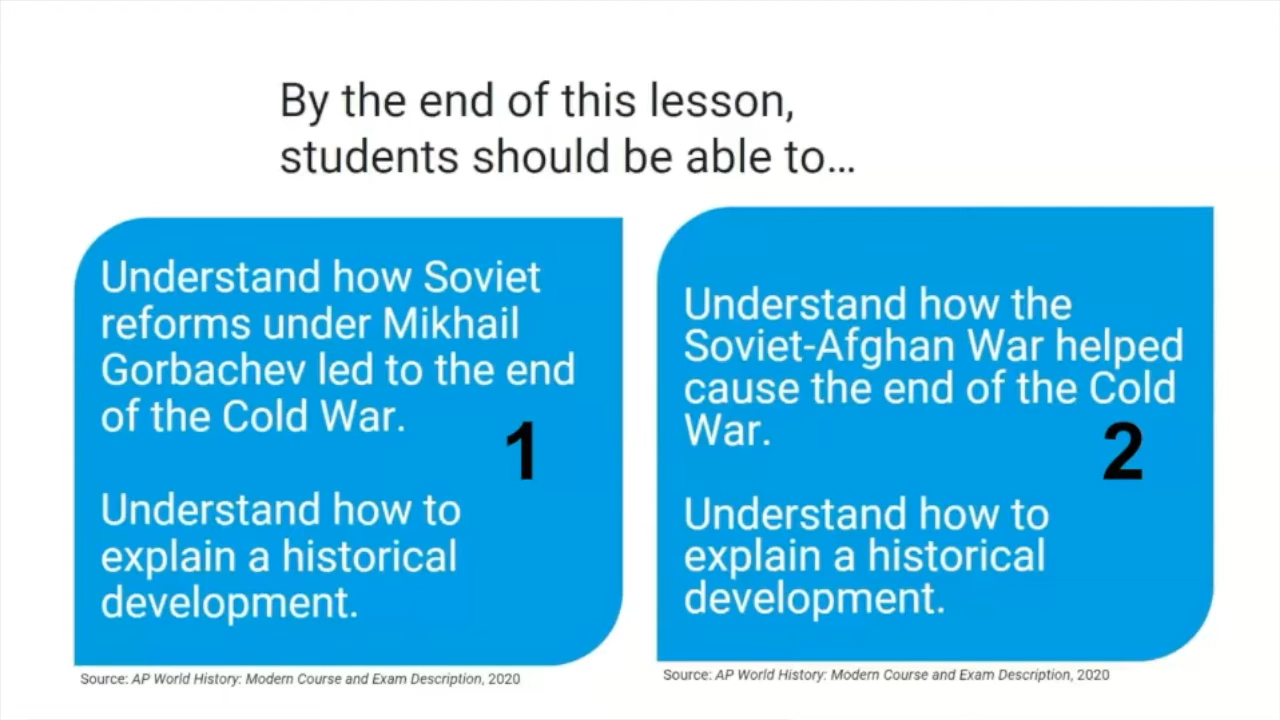 By the end of this lesson,
students should be able to...
Understand how Soviet
reforms under Mikhail
Gorbachev led to the end
of the Cold War.
1
Understand how to
explain a historical
development.
Source: AP World History: Modern Course and Exam Description, 2020
Understand how the
Soviet-Afghan War helped
cause the end of the Cold
War.
2
Understand how to
explain a historical
development.
Source: AP World History: Modern Course and Exam Description, 2020